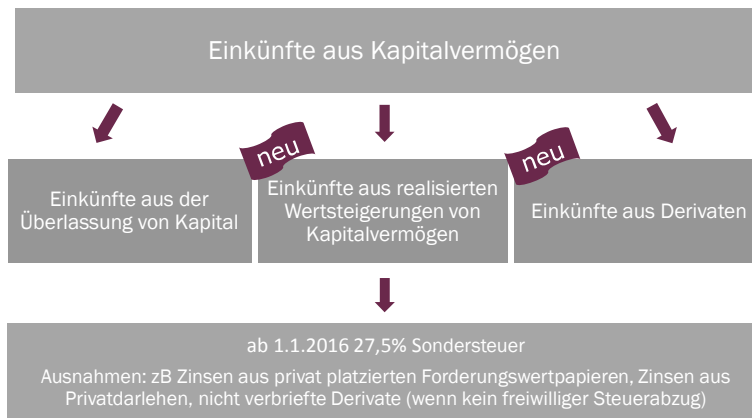 Einkünfte aus Kapitalvermögen
neu
neu
Einkünfte aus der
Überlassung von Kapital
Einkünfte aus realisierten
Wertsteigerungen von
Kapitalvermögen
Einkünfte aus Derivaten
ab 1.1.2016 27,5% Sondersteuer
Ausnahmen: zB Zinsen aus privat platzierten Forderungswertpapieren, Zinsen aus
Privatdarlehen, nicht verbriefte Derivate (wenn kein freiwilliger Steuerabzug)